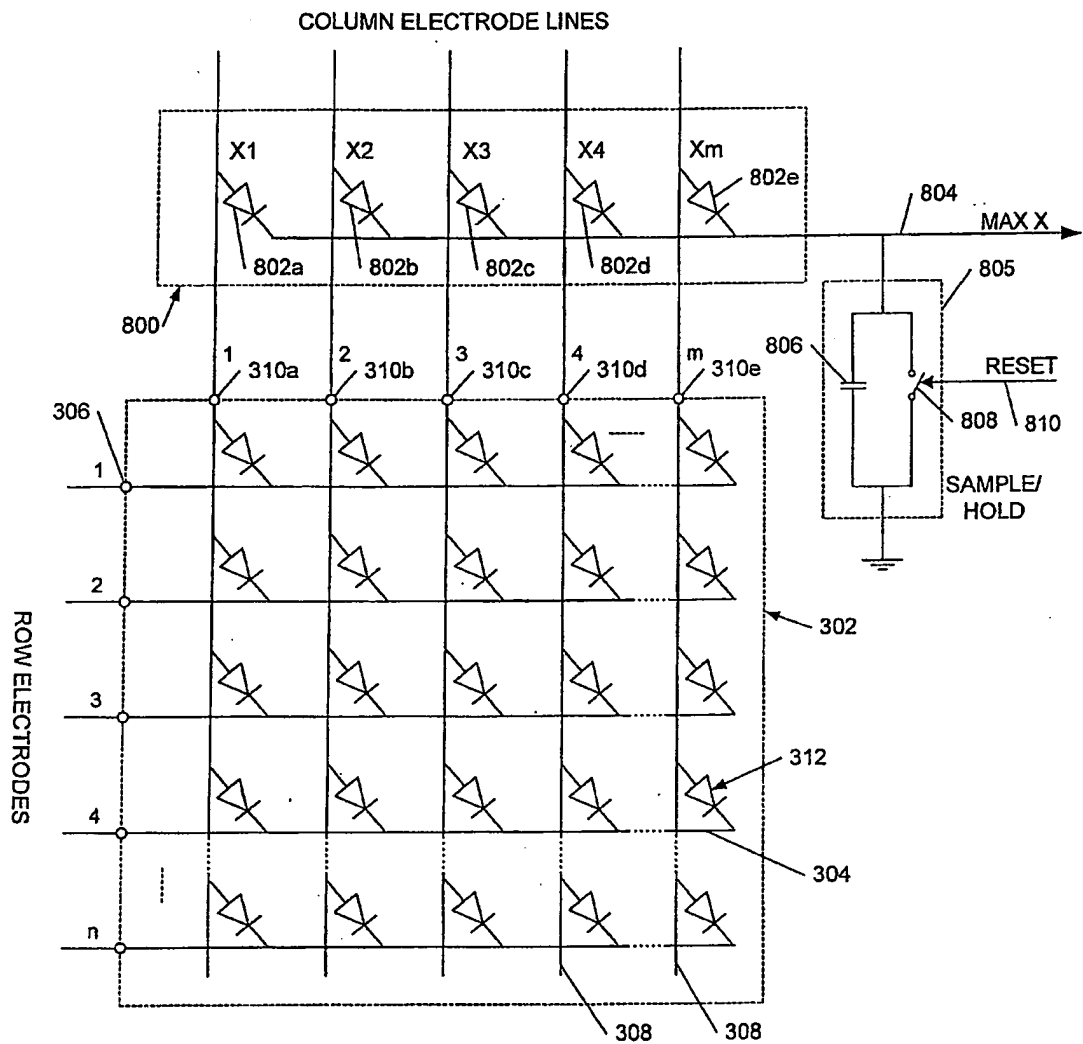 COLUMN ELECTRODE LINES
X1 X2 X3 X4 Xm
802e
804
MAX X
802a 802b 802c 802d
805
800
806
RESET
1 2 3 4 m
310a 310b 310c 310d 310e
808 810
306
SAMPLE/
HOLD
1
2
302
ROW ELECTRODES
3
312
4
304
n
308 308